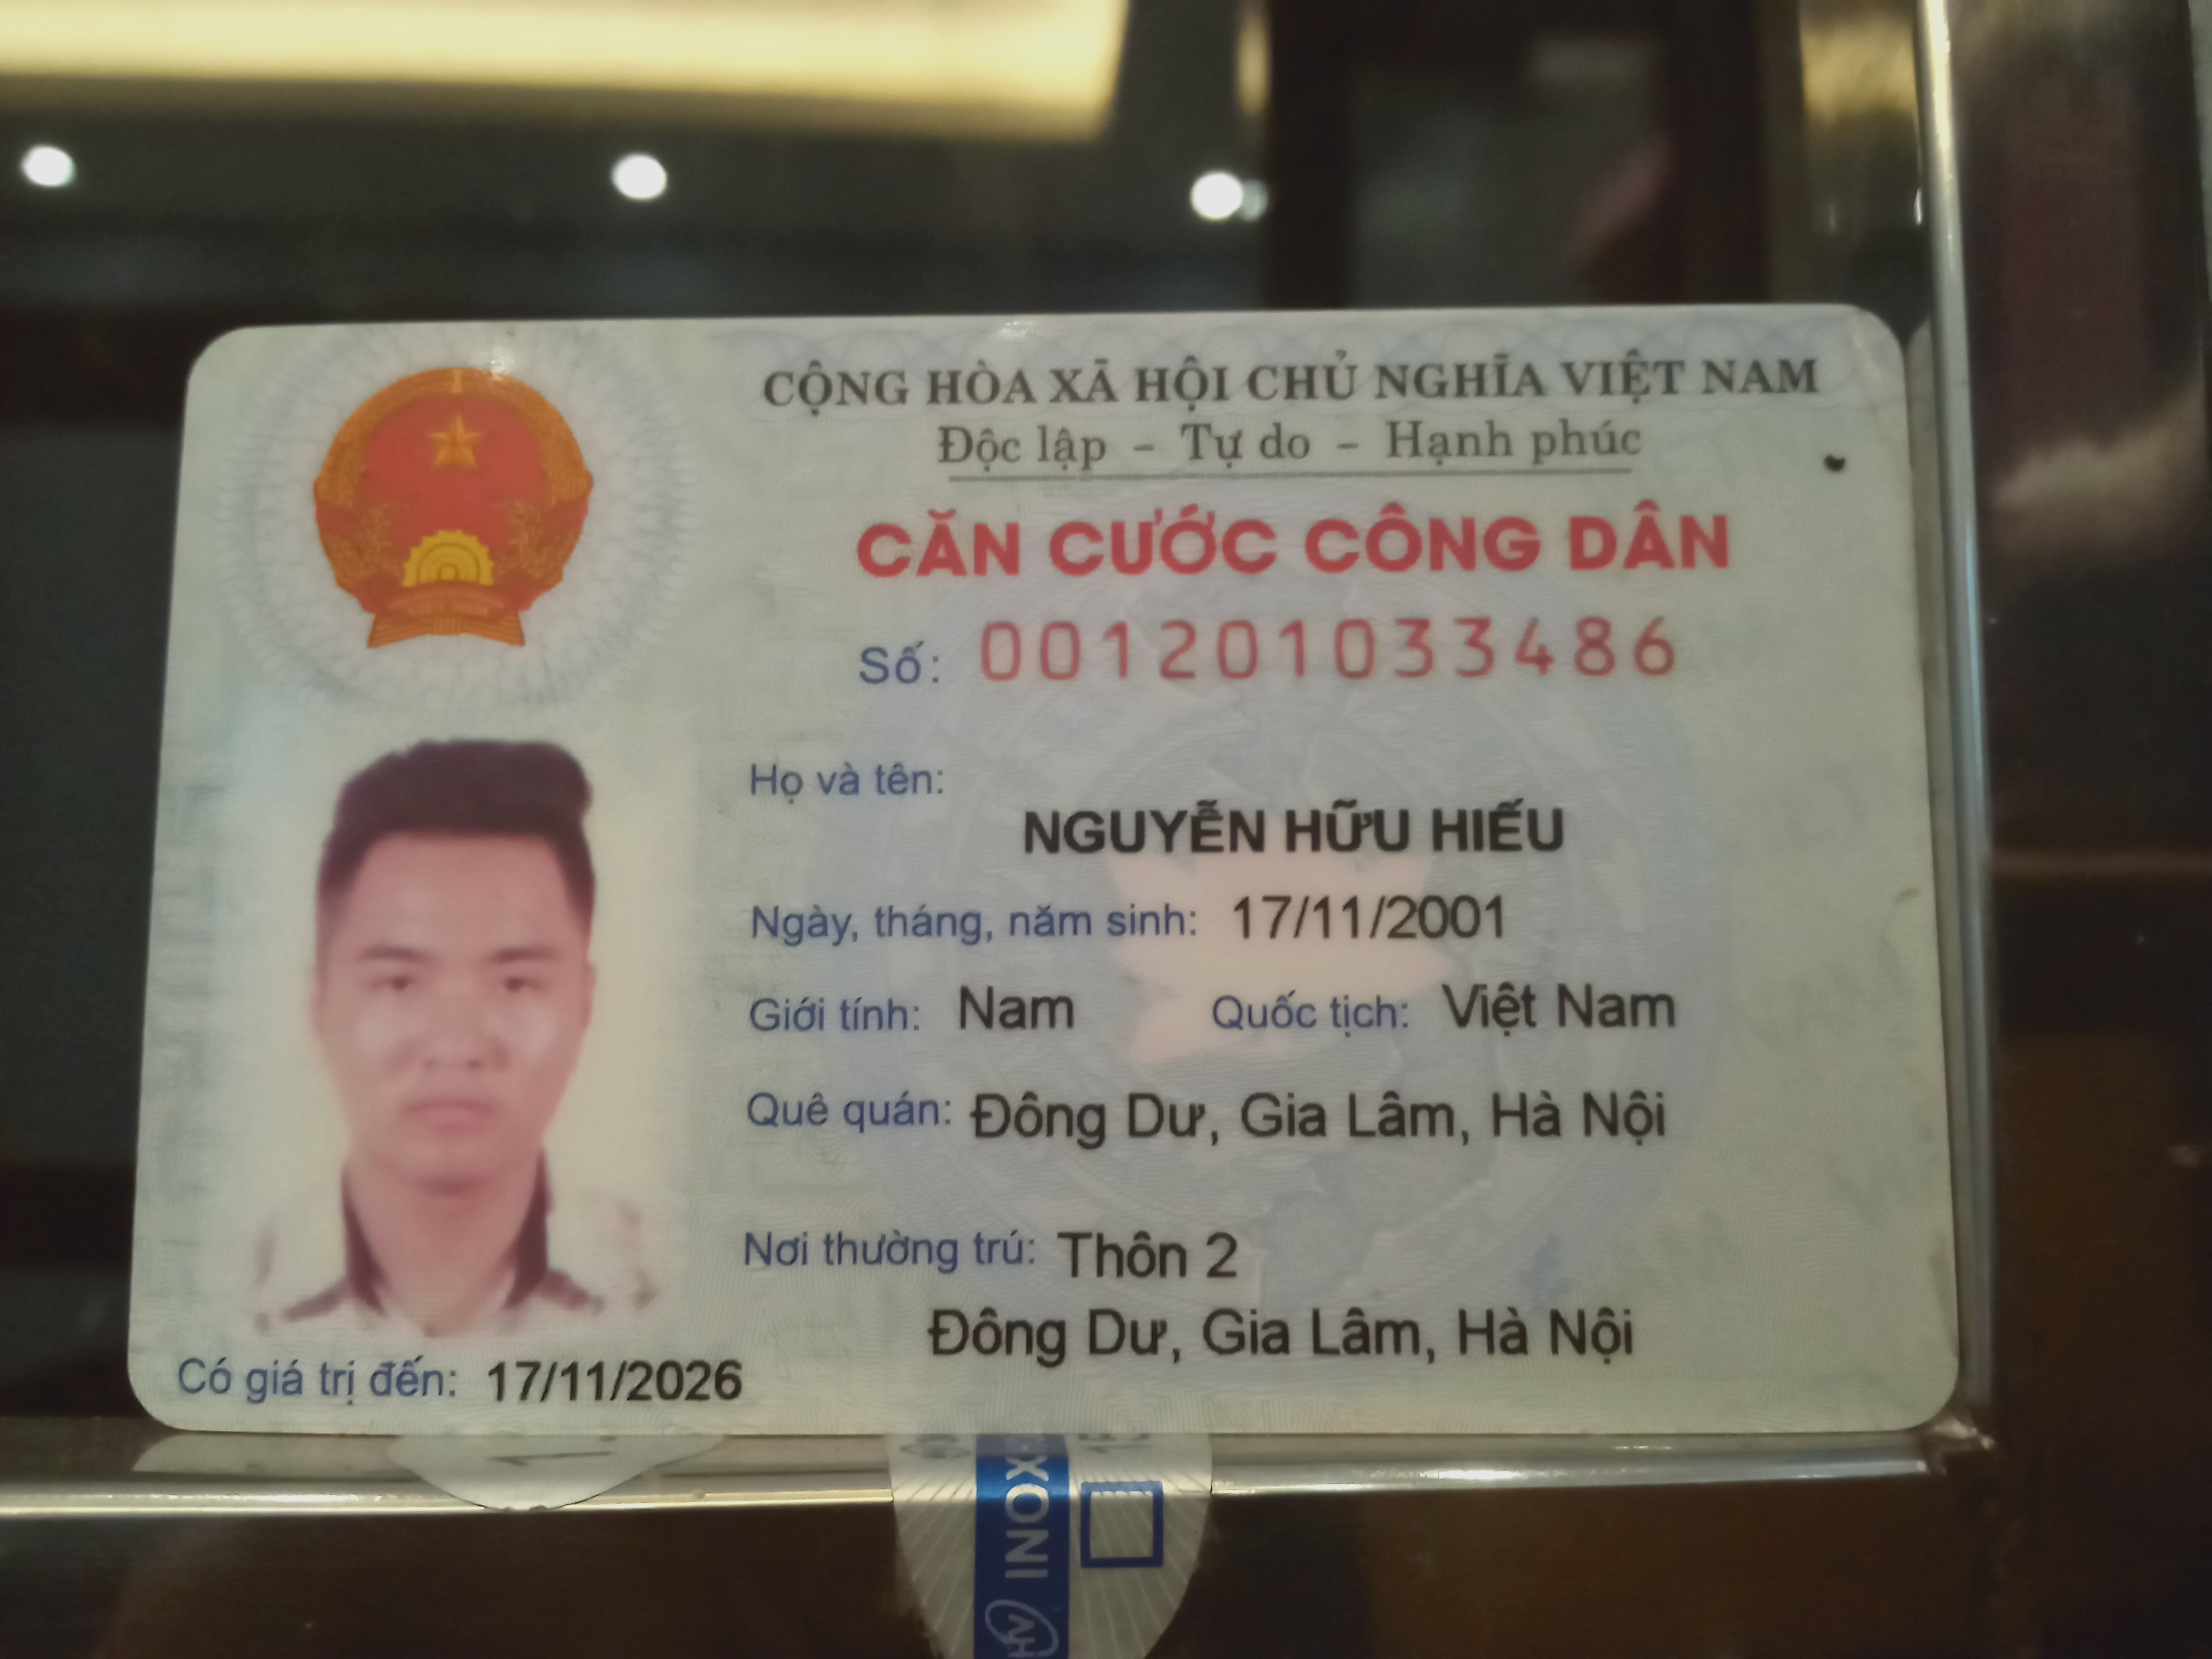 CỘNG HÒA XÃ HỘI CHỦ NGHĨA VIỆT NAM
Độc lập - Tự do - Hạnh phúc
CĂN CƯỚC CÔNG DÂN
Số: 001201033486
Họ và tên:
NGUYỄN HỮU HIẾU
Ngày, tháng, năm sinh: 17/11/2001
Giới tính: Nam Quốc tịch: Việt Nam
Quê quán: Đông Dư, Gia Lâm, Hà Nội
Nơi thường trú: Thôn 2
Đông Dư, Gia Lâm, Hà Nội
Có giá trị đến: 17/11/2026